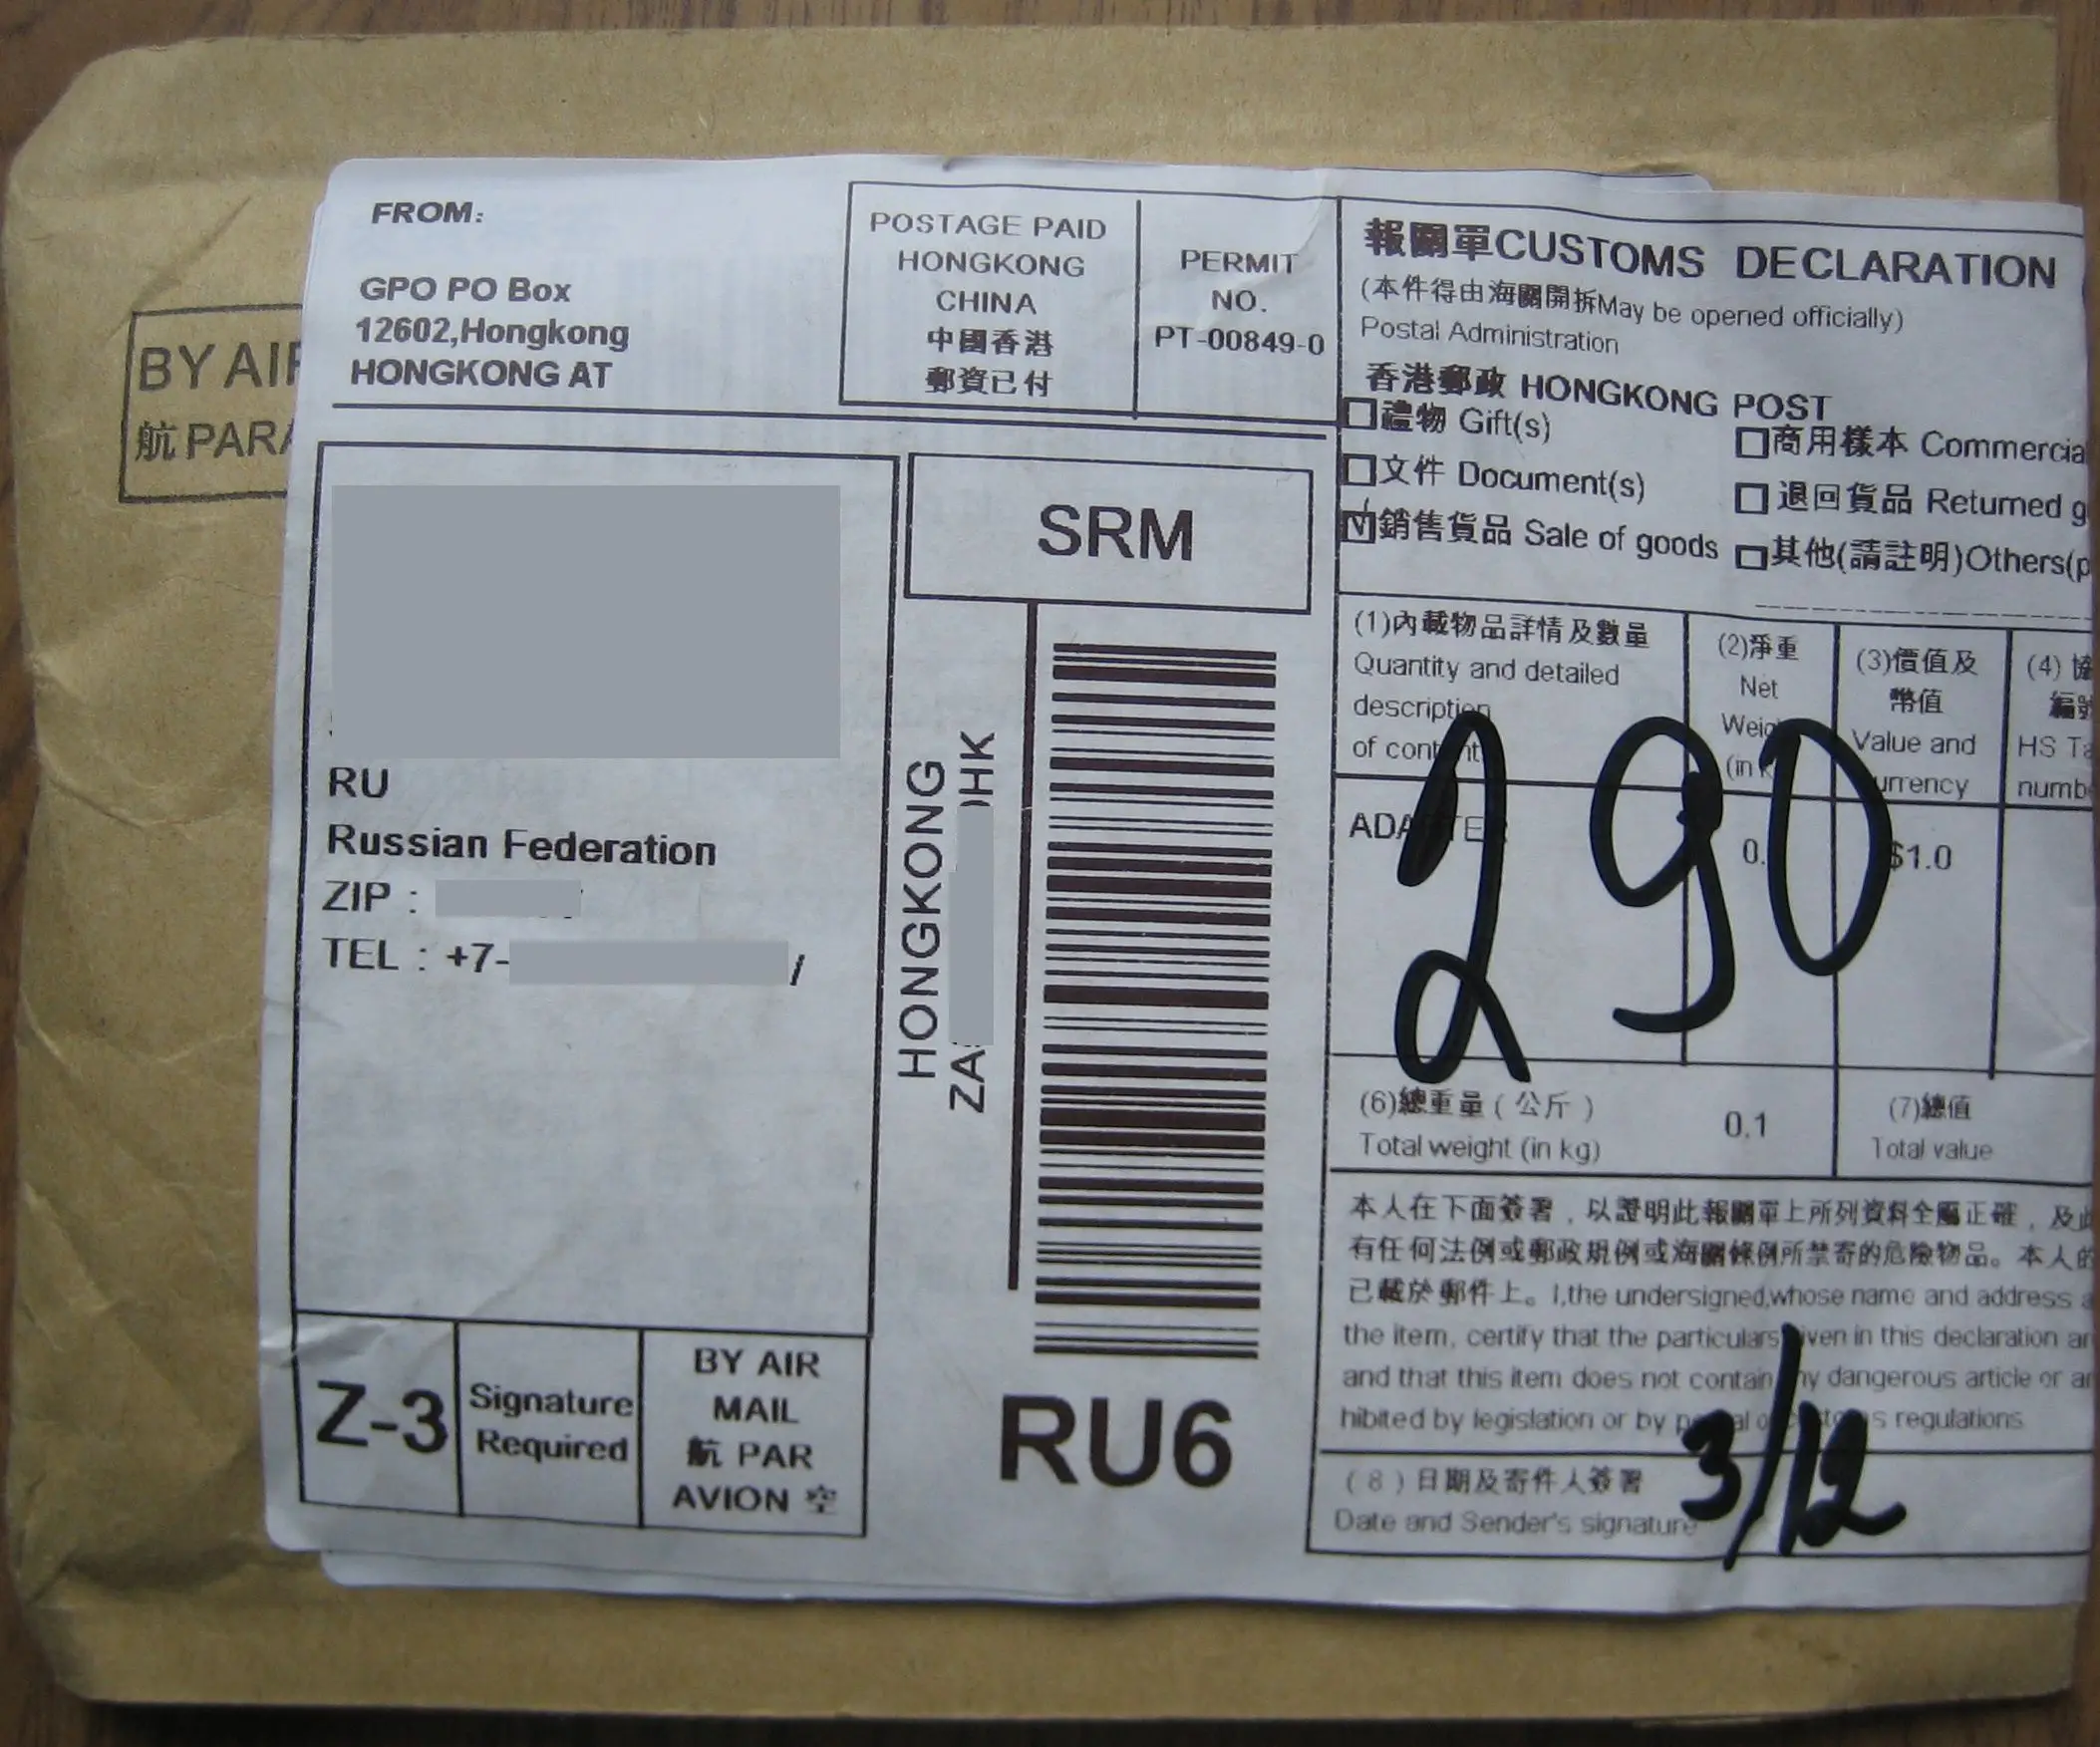 BY AIR
航 PARA
FROM:
GPO PO Box
12602,Hongkong
HONGKONG AT
POSTAGE PAID
HONGKONG
CHINA
中國香港
郵資已付
PERMIT
NO.
PT-00849-0
RU
Russian Federation
ZIP :
TEL : +7-
SRM
HONGKONG
ZA HK
RU6
Z-3
Signature
Required
BY AIR
MAIL
航 PAR
AVION 空
報關單CUSTOMS DECLARATION
(本件得由海關開拆May be opened officially)
Postal Administration
香港郵政 HONGKONG POST
禮物 Gift(s)
商用樣本 Commercia
文件 Document(s)
退回貨品 Returned g
銷售貨品 Sale of goods
其他(請註明)Others(p
(1)內載物品詳情及數量
Quantity and detailed
description
of content
(2)淨重
Net
Weig
(in k
(3)價值及
幣值
Value and
urrency
(4)
編號
HS Ta
numb
ADAPTER
0.
$1.0
290
(6)總重量 ( 公斤 )
Total weight (in kg)
0.1
(7)總值
Total value
本人在下面簽署，以證明此報關單上所列資料全屬正確，及此
有任何法例或郵政規例或海關條例所禁寄的危險物品。本人的
已載於郵件上。I,the undersigned,whose name and address a
the item, certify that the particulars given in this declaration ar
and that this item does not contain any dangerous article or ar
hibited by legislation or by postal or customs regulations
( 8 ) 日期及寄件人簽署
Date and Sender's signature
3/12